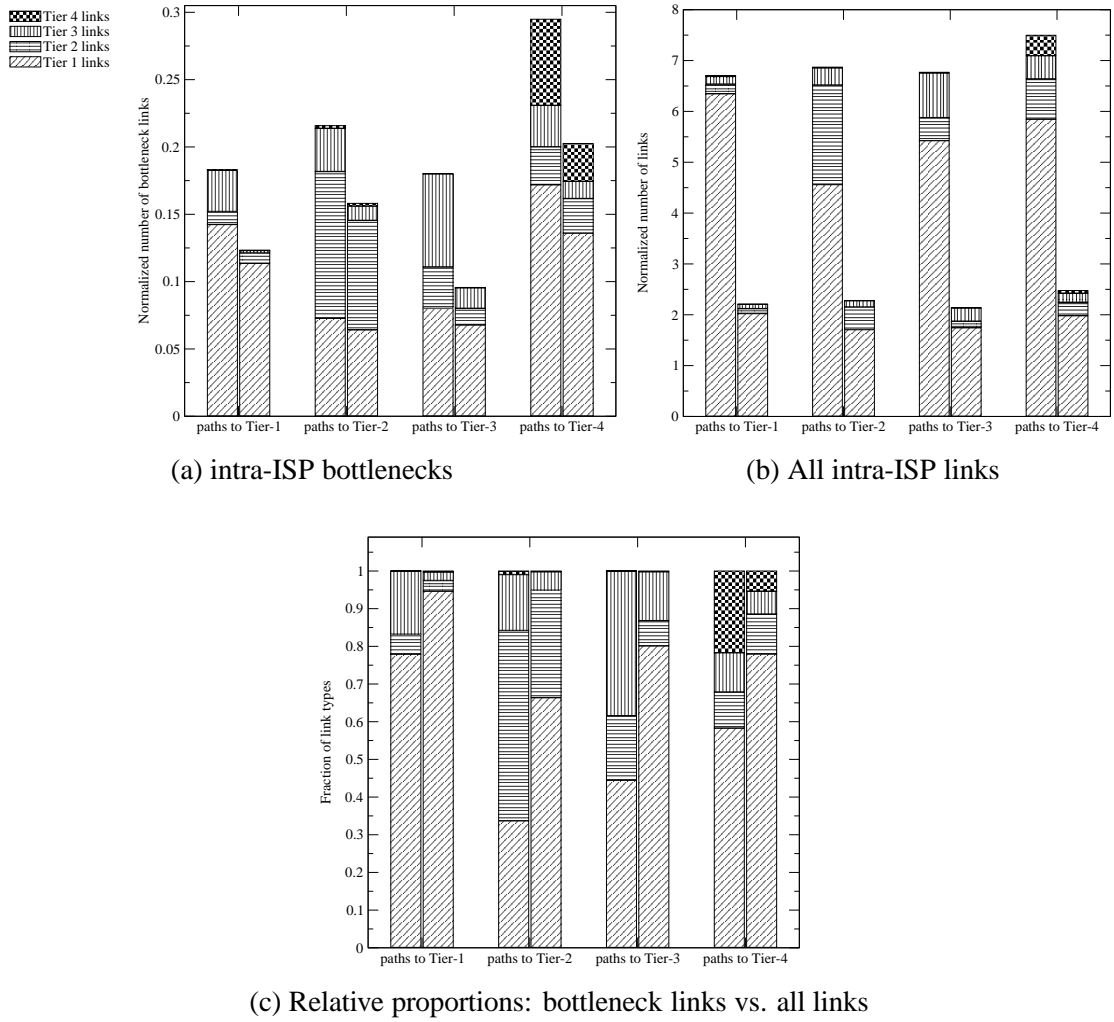 Tier 4 links
Tier 3 links
Tier 2 links
Tier 1 links
Normalized number of bottleneck links
0.3
0.25
0.2
0.15
0.1
0.05
0
paths to Tier-1 paths to Tier-2 paths to Tier-3 paths to Tier-4
(a) intra-ISP bottlenecks
Normalized number of links
8
7
6
5
4
3
2
1
0
paths to Tier-1 paths to Tier-2 paths to Tier-3 paths to Tier-4
(b) All intra-ISP links
Fraction of link types
1
0.9
0.8
0.7
0.6
0.5
0.4
0.3
0.2
0.1
0
paths to Tier-1 paths to Tier-2 paths to Tier-3 paths to Tier-4
(c) Relative proportions: bottleneck links vs. all links